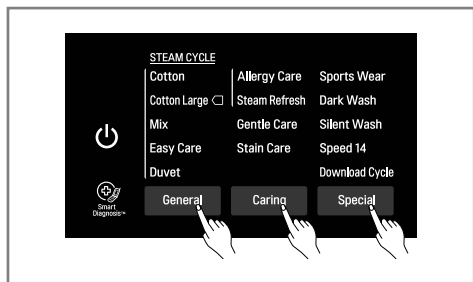 STEAM CYCLE
Cotton
Cotton Large
Mix
Easy Care
Duvet
Allergy Care
Steam Refresh
Gentle Care
Stain Care
Sports Wear
Dark Wash
Silent Wash
Speed 14
Download Cycle
Smart
Diagnosis™
General
Caring
Special